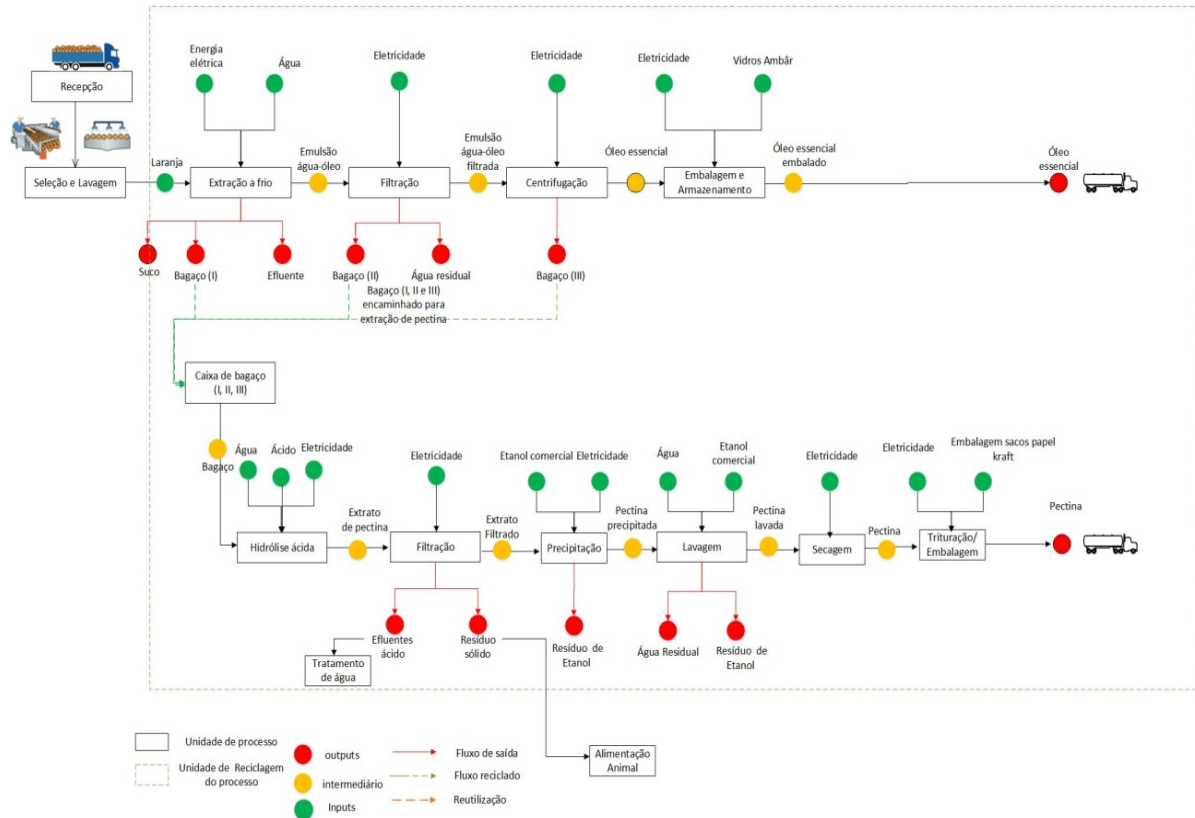 Recepção
Seleção e Lavagem
Laranja
Energia
elétrica
Água
Extração a frio
Emulsão
água-óleo
Eletricidade
Filtração
Emulsão
água-óleo
filtrada
Eletricidade
Centrifugação
Óleo essencial
Eletricidade
Vidros Ambâr
Embalagem e
Armazenamento
Óleo essencial
embalado
Óleo
essencial
Suco
Bagaço (I)
Efluente
Bagaço (II)
Água residual
Bagaço (III)
Bagaço (I, II e III)
encaminhado para
extração de pectina
Caixa de bagaço
(I, II, III)
Bagaço
Água
Ácido
Eletricidade
Hidrólise ácida
Extrato
de pectina
Eletricidade
Filtração
Extrato
Filtrado
Etanol comercial
Eletricidade
Precipitação
Pectina
precipitada
Água
Etanol
comercial
Lavagem
Pectina
lavada
Eletricidade
Secagem
Pectina
Eletricidade
Embalagem sacos papel
kraft
Trituração/
Embalagem
Pectina
Efluentes
ácido
Resíduo
sólido
Resíduo de
Etanol
Água Residual
Resíduo de
Etanol
Tratamento
de água
Alimentação
Animal
Unidade de processo
Unidade de Reciclagem
do processo
outputs
intermediário
Inputs
Fluxo de saída
Fluxo reciclado
Reutilização